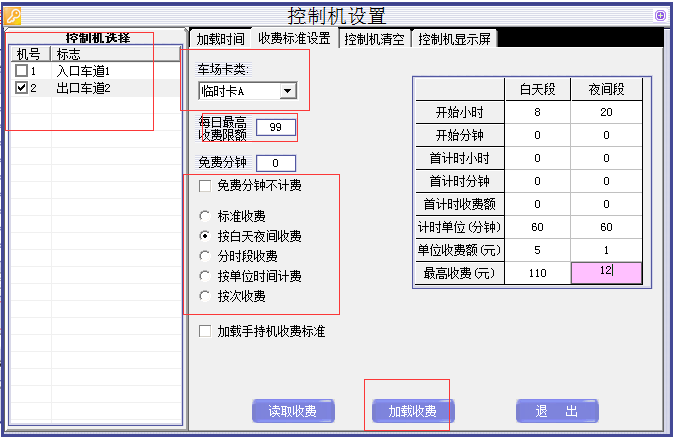 控制机设置
控制机选择
机号 标志
1 入口车道1
2 出口车道2
加载时间 收费标准设置 控制机清空 控制机显示屏
车场卡类:
临时卡A
每日最高
收费限额 99
免费分钟 0
免费分钟不计费
标准收费
按白天夜间收费
分时段收费
按单位时间计费
按次收费
加载手持机收费标准
白天段 夜间段
开始小时 8 20
开始分钟 0 0
首计时小时 0 0
首计时分钟 0 0
首计时收费额 0 0
计时单位(分钟) 60 60
单位收费额(元) 5 1
最高收费(元) 110 12
读取收费 加载收费 退 出